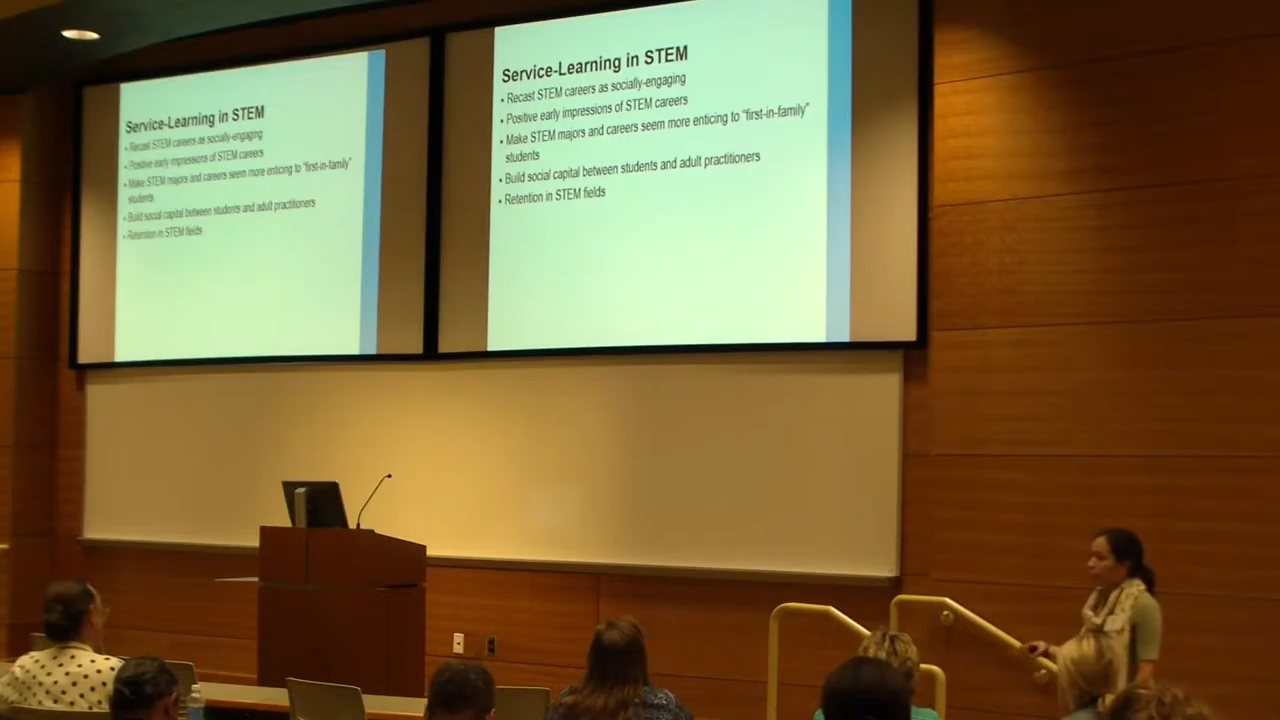 Service-Learning in STEM
• Recast STEM careers as socially-engaging
• Positive early impressions of STEM careers
• Make STEM majors and careers seem more enticing to “first-in-family”
students
• Build social capital between students and adult practitioners
• Retention in STEM fields
Service-Learning in STEM
• Recast STEM careers as socially-engaging
• Positive early impressions of STEM careers
• Make STEM majors and careers seem more enticing to “first-in-family”
students
• Build social capital between students and adult practitioners
• Retention in STEM fields